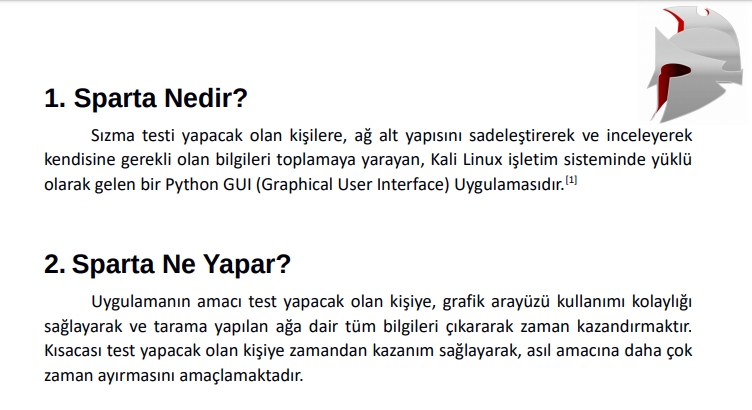 1. Sparta Nedir?
Sızma testi yapacak olan kişilere, ağ alt yapısını sadeleştirerek ve inceleyerek
kendisine gerekli olan bilgileri toplamaya yarayan, Kali Linux işletim sisteminde yüklü
olarak gelen bir Python GUI (Graphical User Interface) Uygulamasıdır.[1]
2. Sparta Ne Yapar?
Uygulamanın amacı test yapacak olan kişiye, grafik arayüzü kullanımı kolaylığı
sağlayarak ve tarama yapılan ağa dair tüm bilgileri çıkararak zaman kazandırmaktır.
Kısacası test yapacak olan kişiye zamandan kazanım sağlayarak, asıl amacına daha çok
zaman ayırmasını amaçlamaktadır.